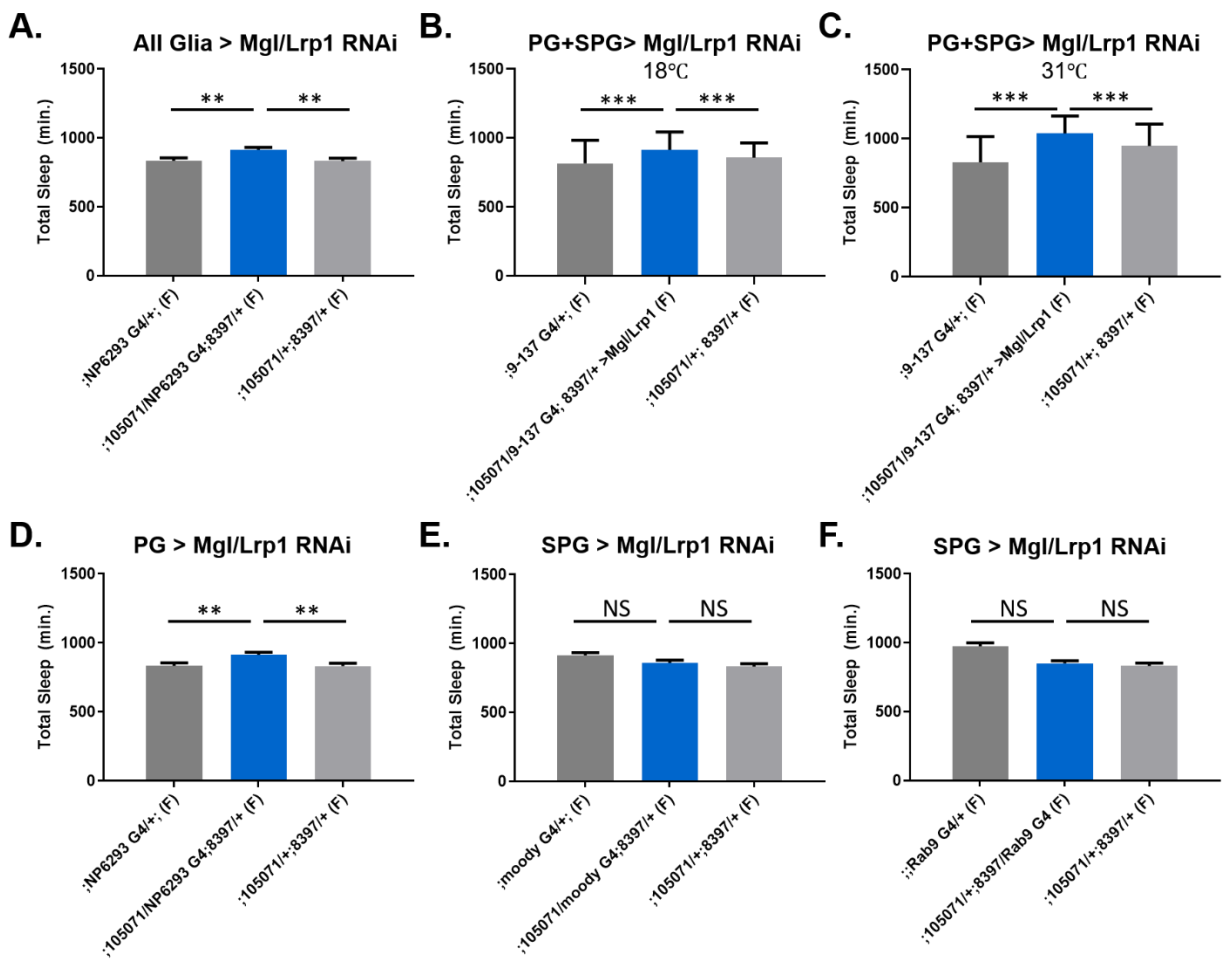 A.
All Glia > Mgl/Lrp1 RNAi
Total Sleep (min.)
1500
1000
500
0
**
**
;NP6293 G4/+; (F)
;105071/NP6293 G4;8397/+ (F)
;105071/+;8397/+ (F)
B.
PG+SPG> Mgl/Lrp1 RNAi
18℃
Total Sleep (min.)
1500
1000
500
0
***
***
;9-137 G4/+; (F)
;105071/9-137 G4; 8397/+ >Mgl/Lrp1 (F)
;105071/+; 8397/+ (F)
C.
PG+SPG> Mgl/Lrp1 RNAi
31℃
Total Sleep (min.)
1500
1000
500
0
***
***
;9-137 G4/+; (F)
;105071/9-137 G4; 8397/+ >Mgl/Lrp1 (F)
;105071/+; 8397/+ (F)
D.
PG > Mgl/Lrp1 RNAi
Total Sleep (min.)
1500
1000
500
0
**
**
;NP6293 G4/+; (F)
;105071/NP6293 G4;8397/+ (F)
;105071/+;8397/+ (F)
E.
SPG > Mgl/Lrp1 RNAi
Total Sleep (min.)
1500
1000
500
0
NS
NS
;moody G4/+; (F)
;105071/moody G4;8397/+ (F)
;105071/+;8397/+ (F)
F.
SPG > Mgl/Lrp1 RNAi
Total Sleep (min.)
1500
1000
500
0
NS
NS
;;Rab9 G4/+ (F)
;105071/+;8397/Rab9 G4 (F)
;105071/+;8397/+ (F)